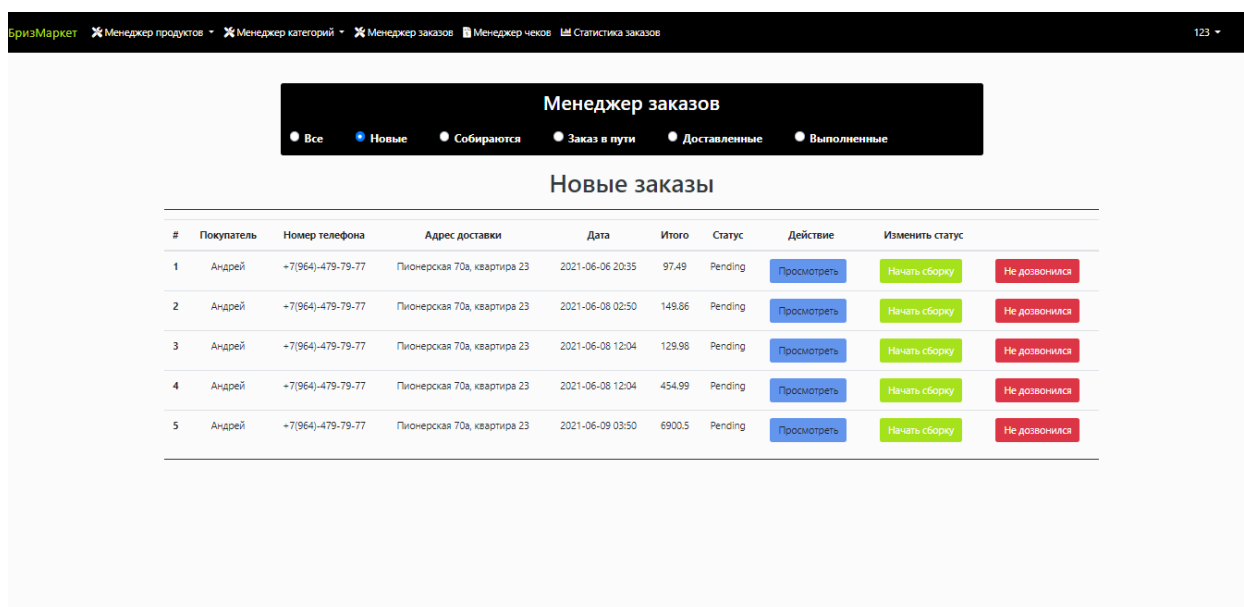 БризМаркет Менеджер продуктов Менеджер категорий Менеджер заказов Менеджер чеков Статистика заказов 123
Менеджер заказов
Все Новые Собираются Заказ в пути Доставленные Выполненные
Новые заказы
# Покупатель Номер телефона Адрес доставки Дата Итого Статус Действие Изменить статус
1 Андрей +7(964)-479-79-77 Пионерская 70а, квартира 23 2021-06-06 20:35 97.49 Pending Просмотреть Начать сборку Не дозвонился
2 Андрей +7(964)-479-79-77 Пионерская 70а, квартира 23 2021-06-08 02:50 149.86 Pending Просмотреть Начать сборку Не дозвонился
3 Андрей +7(964)-479-79-77 Пионерская 70а, квартира 23 2021-06-08 12:04 129.98 Pending Просмотреть Начать сборку Не дозвонился
4 Андрей +7(964)-479-79-77 Пионерская 70а, квартира 23 2021-06-08 12:04 454.99 Pending Просмотреть Начать сборку Не дозвонился
5 Андрей +7(964)-479-79-77 Пионерская 70а, квартира 23 2021-06-09 03:50 6900.5 Pending Просмотреть Начать сборку Не дозвонился